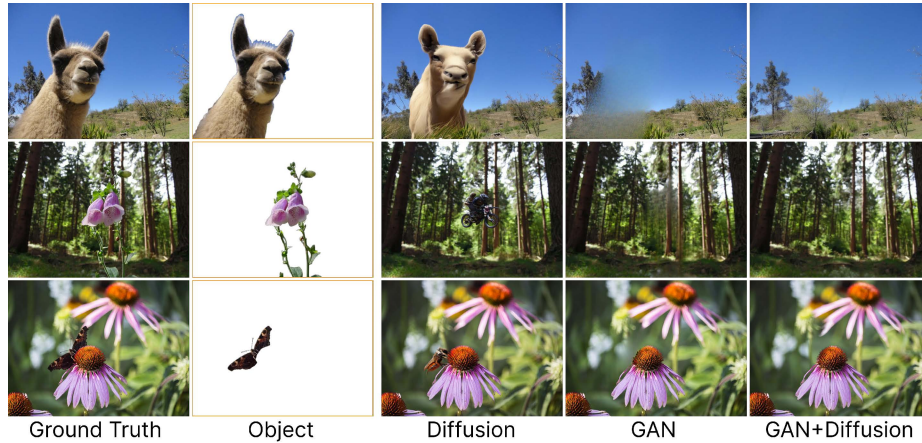 Ground Truth
Object
Diffusion
GAN
GAN+Diffusion